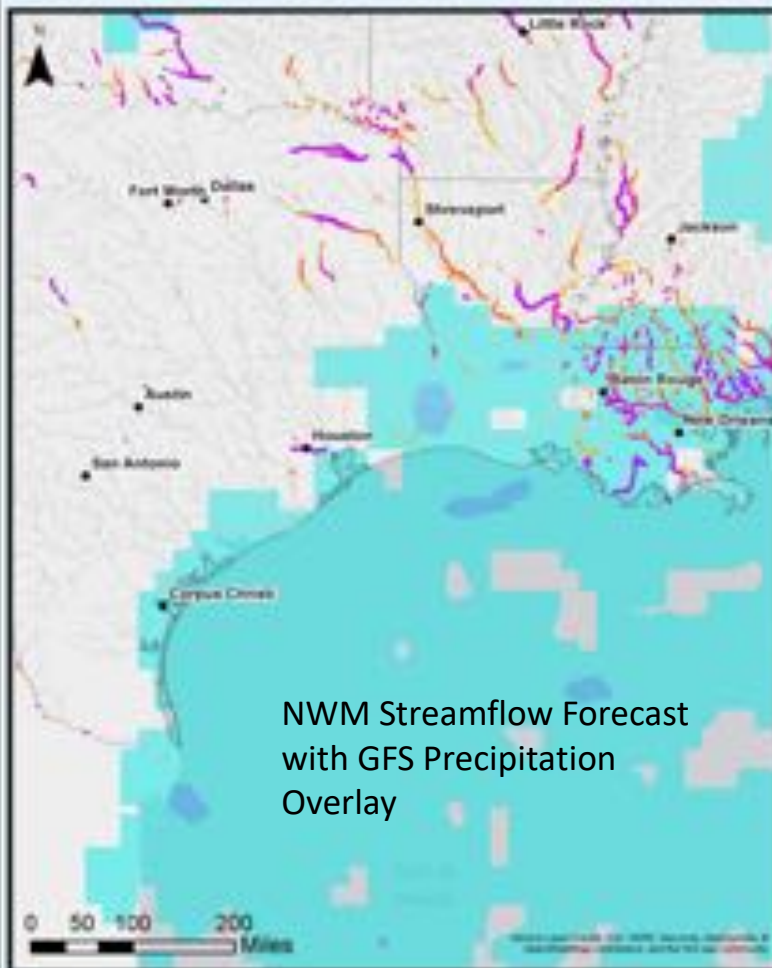 N
Little Rock
Fort Worth
Dallas
Shreveport
Jackson
Austin
Baton Rouge
Houston
New Orleans
San Antonio
Corpus Christi
NWM Streamflow Forecast
with GFS Precipitation
Overlay
0 50 100 200
Miles